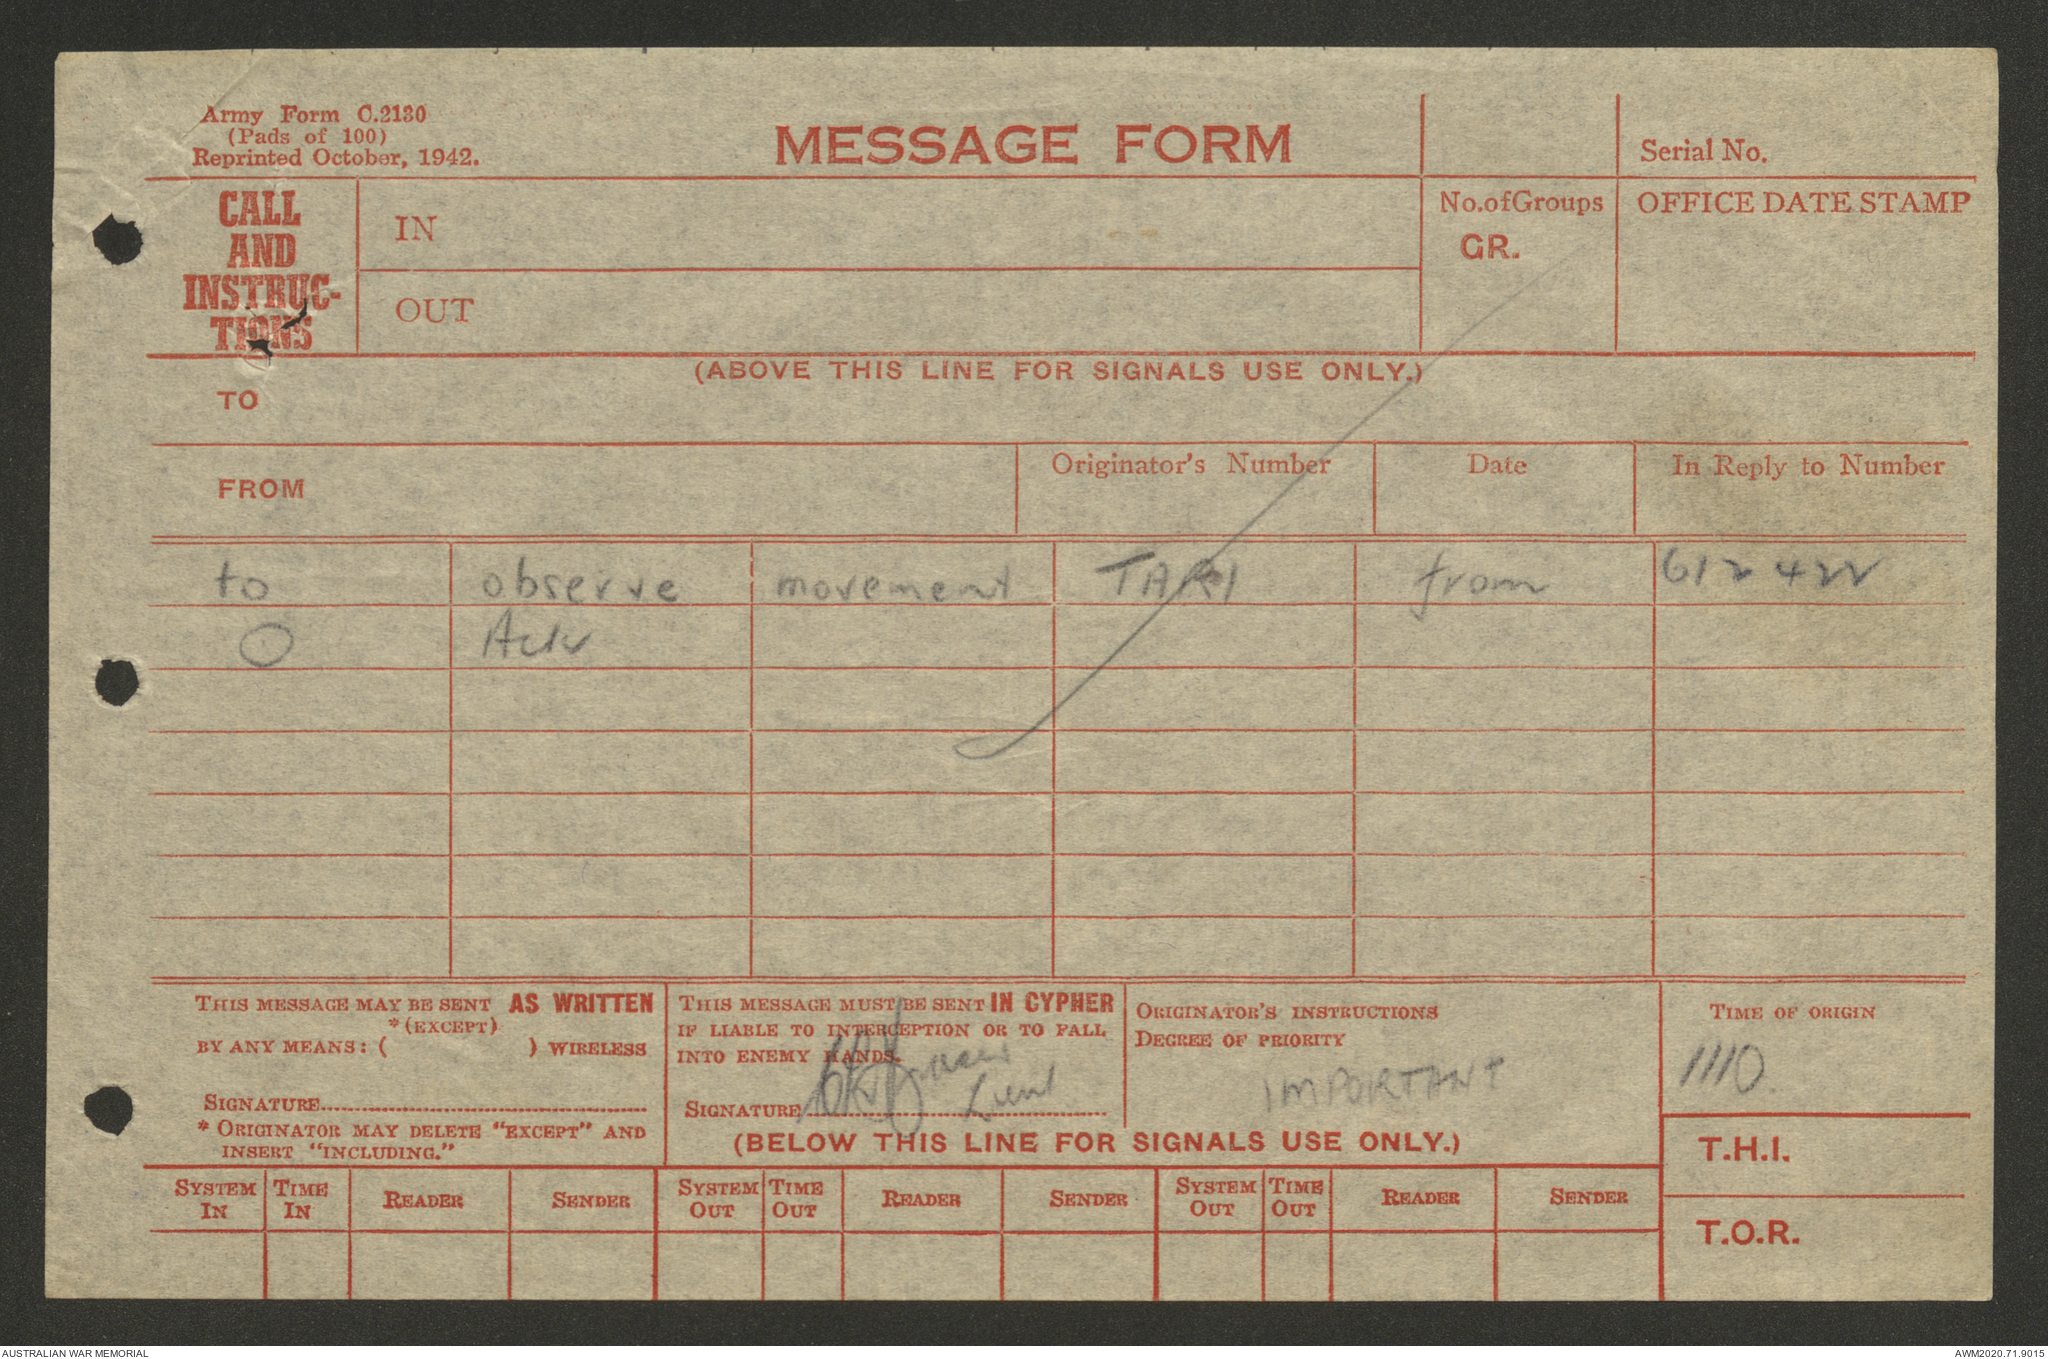 Army Form C.2130
(Pads of 100)
Reprinted October, 1942.
MESSAGE FORM
Serial No.
CALL AND INSTRUC-TIONS
IN
OUT
No. of Groups
GR.
OFFICE DATE STAMP
(ABOVE THIS LINE FOR SIGNALS USE ONLY.)
TO
FROM
Originator's Number
Date
In Reply to Number
to observe movement TARI from 612422
O Ack
THIS MESSAGE MAY BE SENT AS WRITTEN
*(EXCEPT)
BY ANY MEANS: ( ) WIRELESS
SIGNATURE
* ORIGINATOR MAY DELETE "EXCEPT" AND
INSERT "INCLUDING."
THIS MESSAGE MUST BE SENT IN CYPHER
IF LIABLE TO INTERCEPTION OR TO FALL
INTO ENEMY HANDS.
SIGNATURE Lieut
ORIGINATOR'S INSTRUCTIONS
DEGREE OF PRIORITY
IMPORTANT
TIME OF ORIGIN
1110.
(BELOW THIS LINE FOR SIGNALS USE ONLY.)
T.H.I.
T.O.R.
SYSTEM IN
TIME IN
READER
SENDER
SYSTEM OUT
TIME OUT
READER
SENDER
SYSTEM OUT
TIME OUT
READER
SENDER
AUSTRALIAN WAR MEMORIAL
AWM2020.71.9015